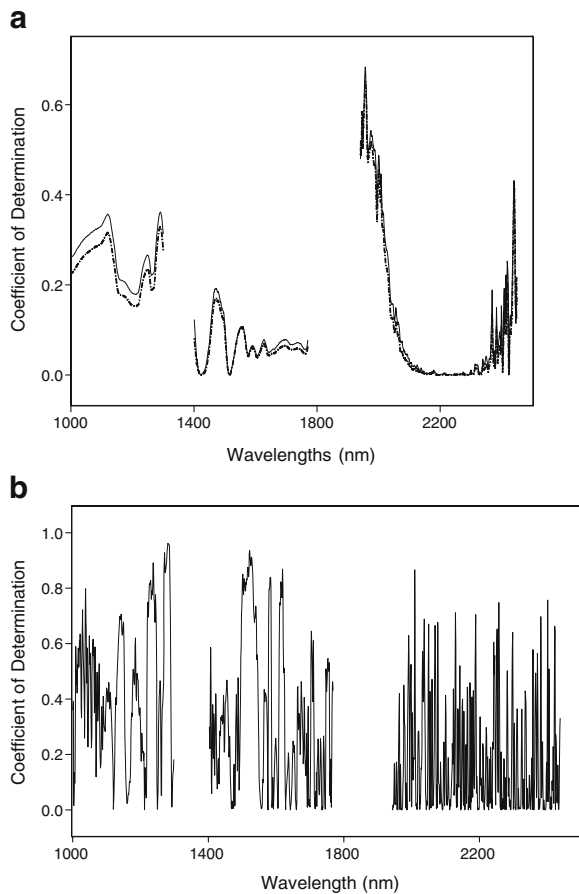 a
Coefficient of Determination
0.6
0.4
0.2
0.0
1000 1400 1800 2200
Wavelengths (nm)
b
Coefficient of Determination
1.0
0.8
0.6
0.4
0.2
0.0
1000 1400 1800 2200
Wavelength (nm)